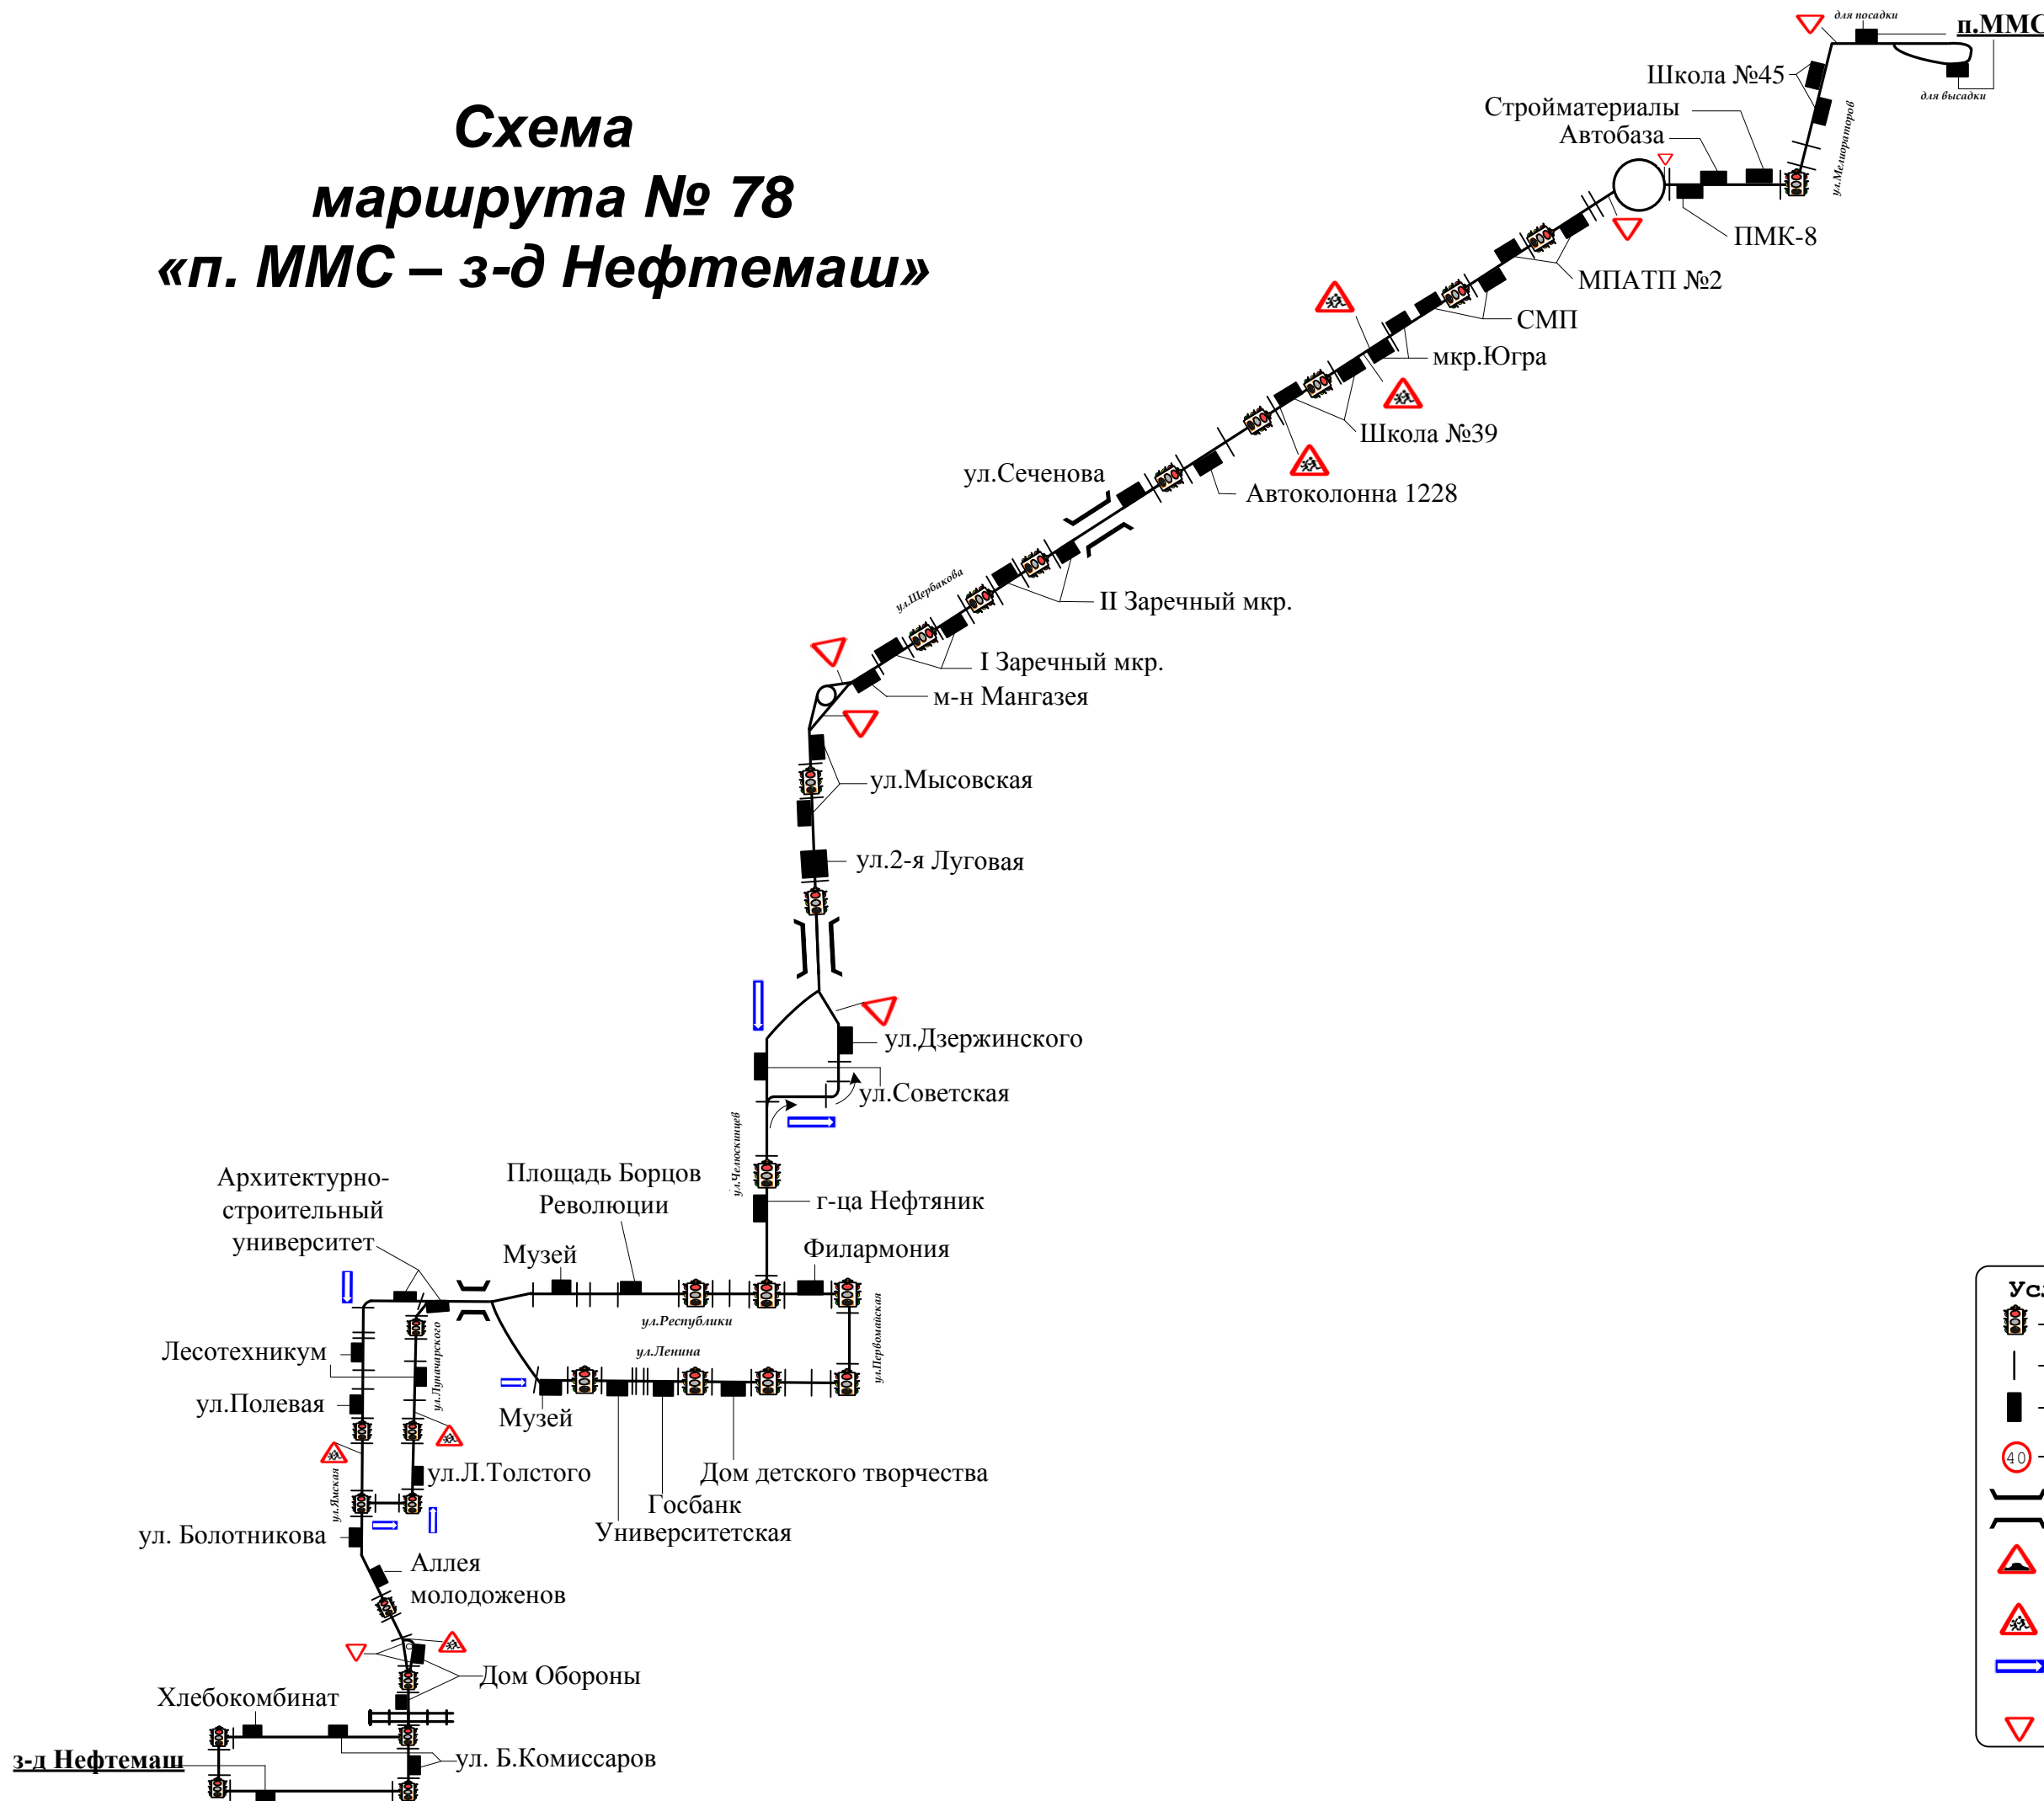 Схема
маршрута № 78
«п. ММС – з-д Нефтемаш»
для посадки
п.ММС
для высадки
Школа №45
Стройматериалы
Автобаза
ул.Мелиораторов
ПМК-8
МПАТП №2
СМП
мкр.Югра
Школа №39
ул.Сеченова
Автоколонна 1228
ул.Щербакова
II Заречный мкр.
I Заречный мкр.
м-н Мангазея
ул.Мысовская
ул.2-я Луговая
ул.Дзержинского
ул.Советская
ул.Челюскинцев
г-ца Нефтяник
Архитектурно-
строительный
университет
Площадь Борцов
Революции
Музей
Филармония
ул.Республики
ул.Первомайская
ул.Ленина
Лесотехникум
ул.Луначарского
ул.Полевая
Музей
ул.Л.Толстого
Дом детского творчества
Госбанк
Университетская
ул.Ямская
ул. Болотникова
Аллея
молодоженов
Дом Обороны
Хлебокомбинат
з-д Нефтемаш
ул. Б.Комиссаров
40